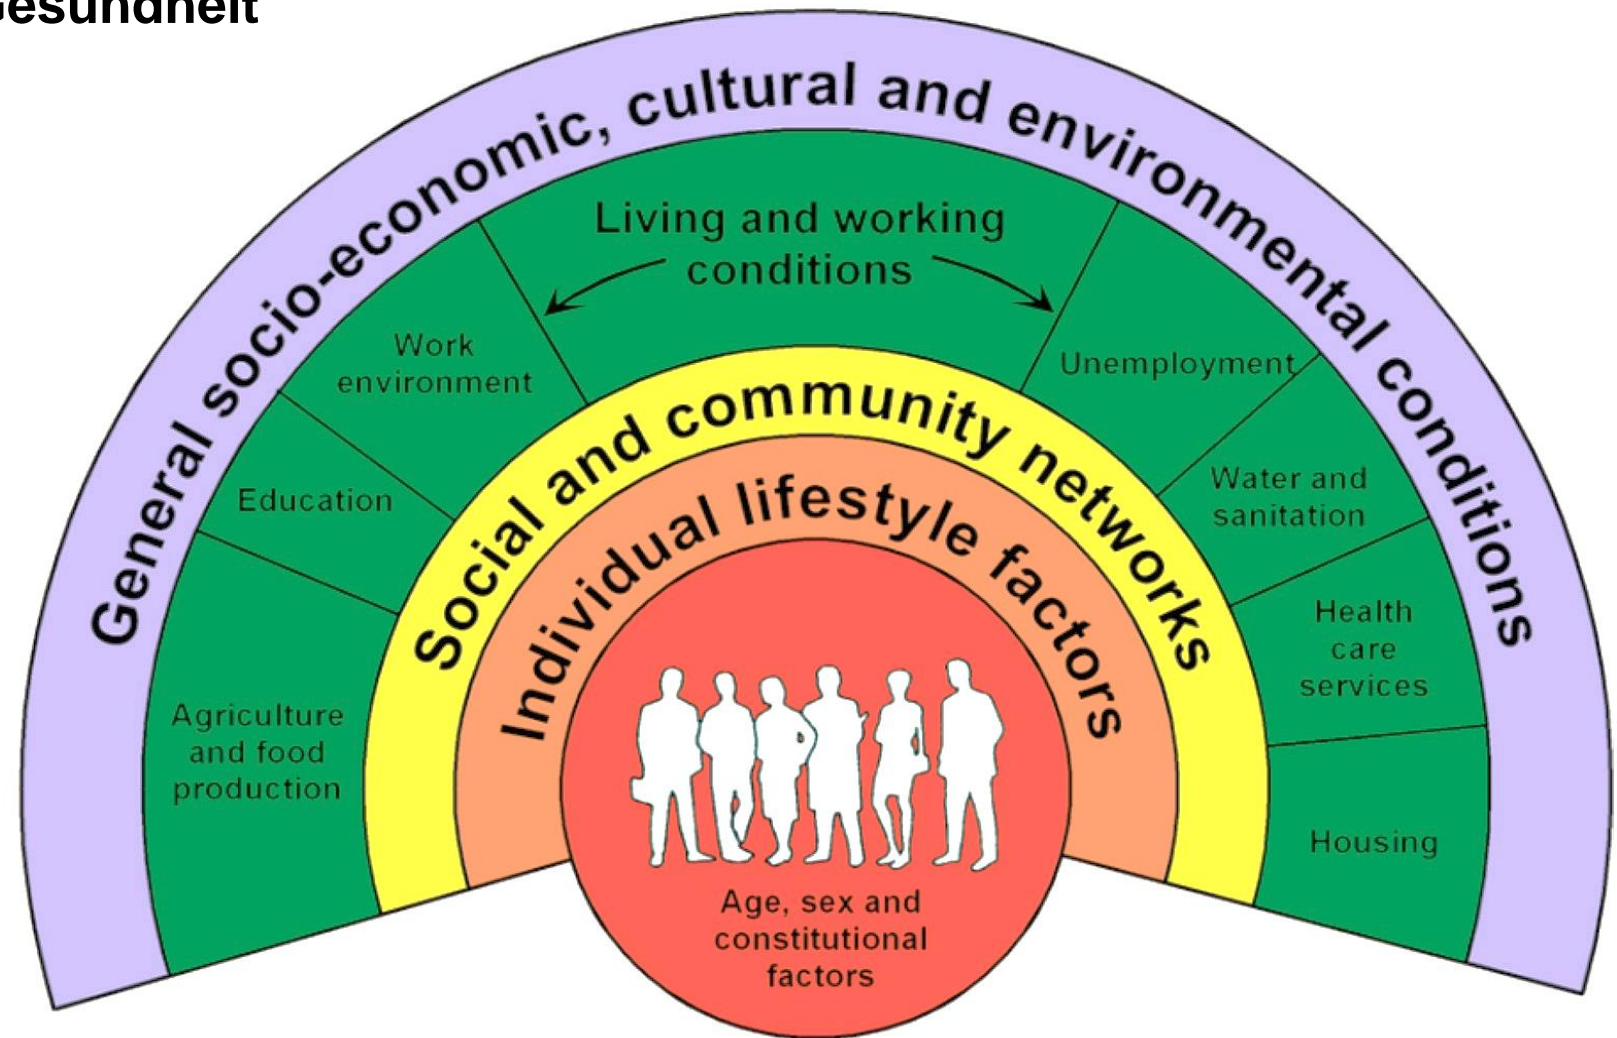 Gesundheit
General socio-economic, cultural and environmental conditions
Living and working
conditions
Work
environment
Unemployment
Education
Water and
sanitation
Agriculture
and food
production
Health
care
services
Housing
Social and community networks
Individual lifestyle factors
Age, sex and
constitutional
factors